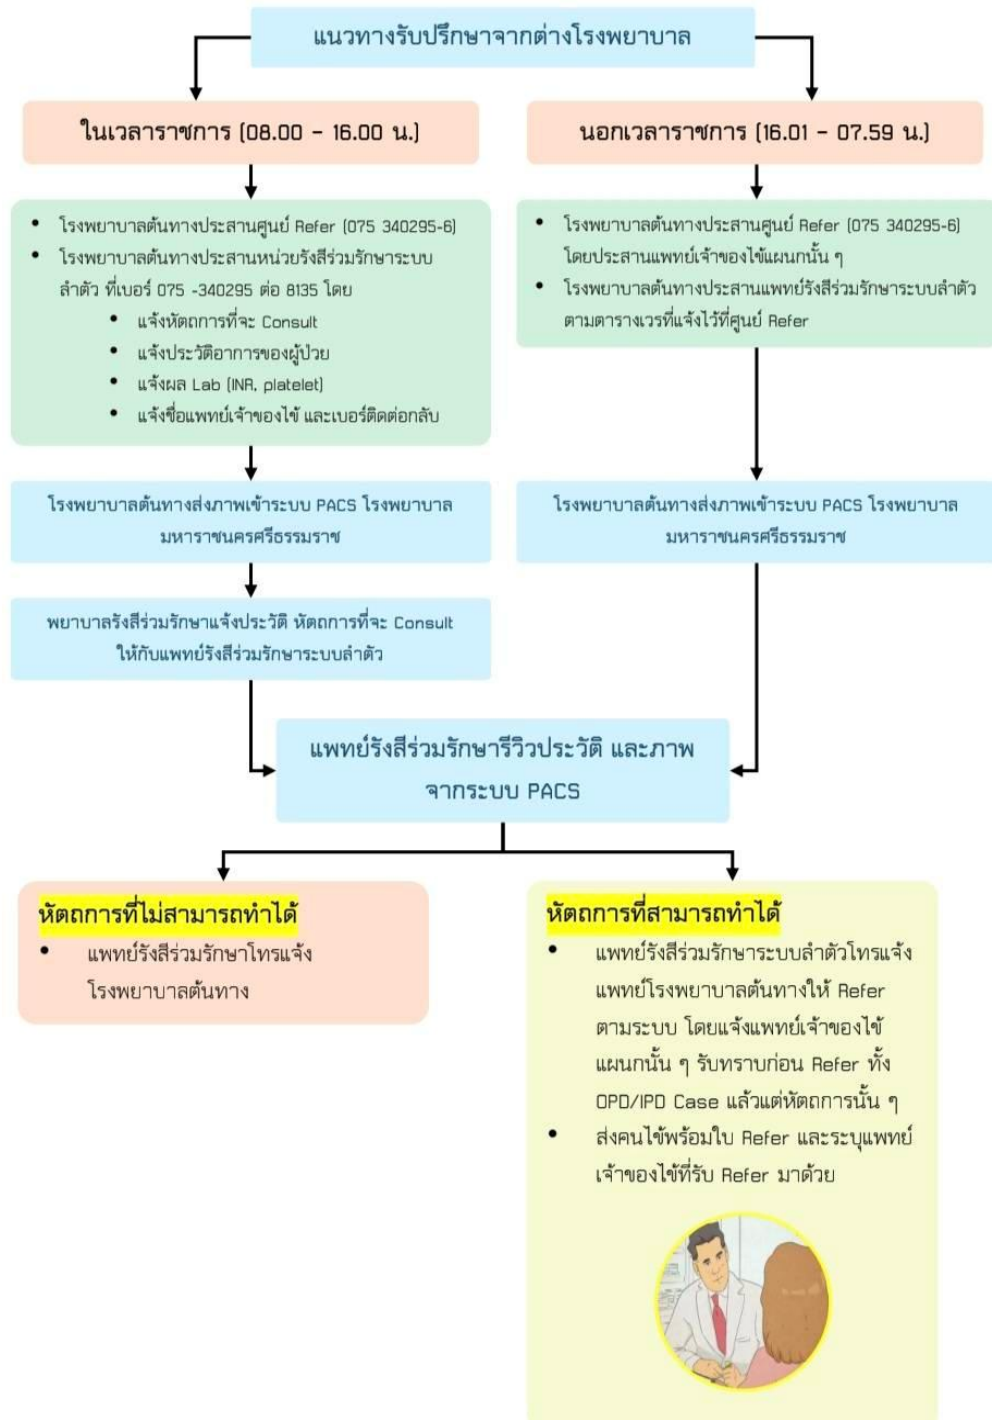 แนวทางรับปรึกษาจากต่างโรงพยาบาล
ในเวลาราชการ (08.00 - 16.00 น.)
• โรงพยาบาลต้นทางประสานศูนย์ Refer (075 340295-6)
• โรงพยาบาลต้นทางประสานหน่วยรังสีร่วมรักษาระบบ
ลำตัว ที่เบอร์ 075 -340295 ต่อ 8135 โดย
• แจ้งหัตถการที่จะ Consult
• แจ้งประวัติอาการของผู้ป่วย
• แจ้งผล Lab (INR, platelet)
• แจ้งชื่อแพทย์เจ้าของไข้ และเบอร์ติดต่อกลับ
โรงพยาบาลต้นทางส่งภาพเข้าระบบ PACS โรงพยาบาล
มหาราชนครศรีธรรมราช
พยาบาลรังสีร่วมรักษาแจ้งประวัติ หัตถการที่จะ Consult
ให้กับแพทย์รังสีร่วมรักษาระบบลำตัว
นอกเวลาราชการ (16.01 - 07.59 น.)
• โรงพยาบาลต้นทางประสานศูนย์ Refer (075 340295-6)
โดยประสานแพทย์เจ้าของไข้แผนกนั้น ๆ
• โรงพยาบาลต้นทางประสานแพทย์รังสีร่วมรักษาระบบลำตัว
ตามตารางเวรที่แจ้งไว้ที่ศูนย์ Refer
โรงพยาบาลต้นทางส่งภาพเข้าระบบ PACS โรงพยาบาล
มหาราชนครศรีธรรมราช
แพทย์รังสีร่วมรักษารีวิวประวัติ และภาพ
จากระบบ PACS
หัตถการที่ไม่สามารถทำได้
• แพทย์รังสีร่วมรักษาโทรแจ้ง
โรงพยาบาลต้นทาง
หัตถการที่สามารถทำได้
• แพทย์รังสีร่วมรักษาระบบลำตัวโทรแจ้ง
แพทย์โรงพยาบาลต้นทางให้ Refer
ตามระบบ โดยแจ้งแพทย์เจ้าของไข้
แผนกนั้น ๆ รับทราบก่อน Refer ทั้ง
OPD/IPD Case แล้วแต่หัตถการนั้น ๆ
• ส่งคนไข้พร้อมใบ Refer และระบุแพทย์
เจ้าของไข้ที่รับ Refer มาด้วย